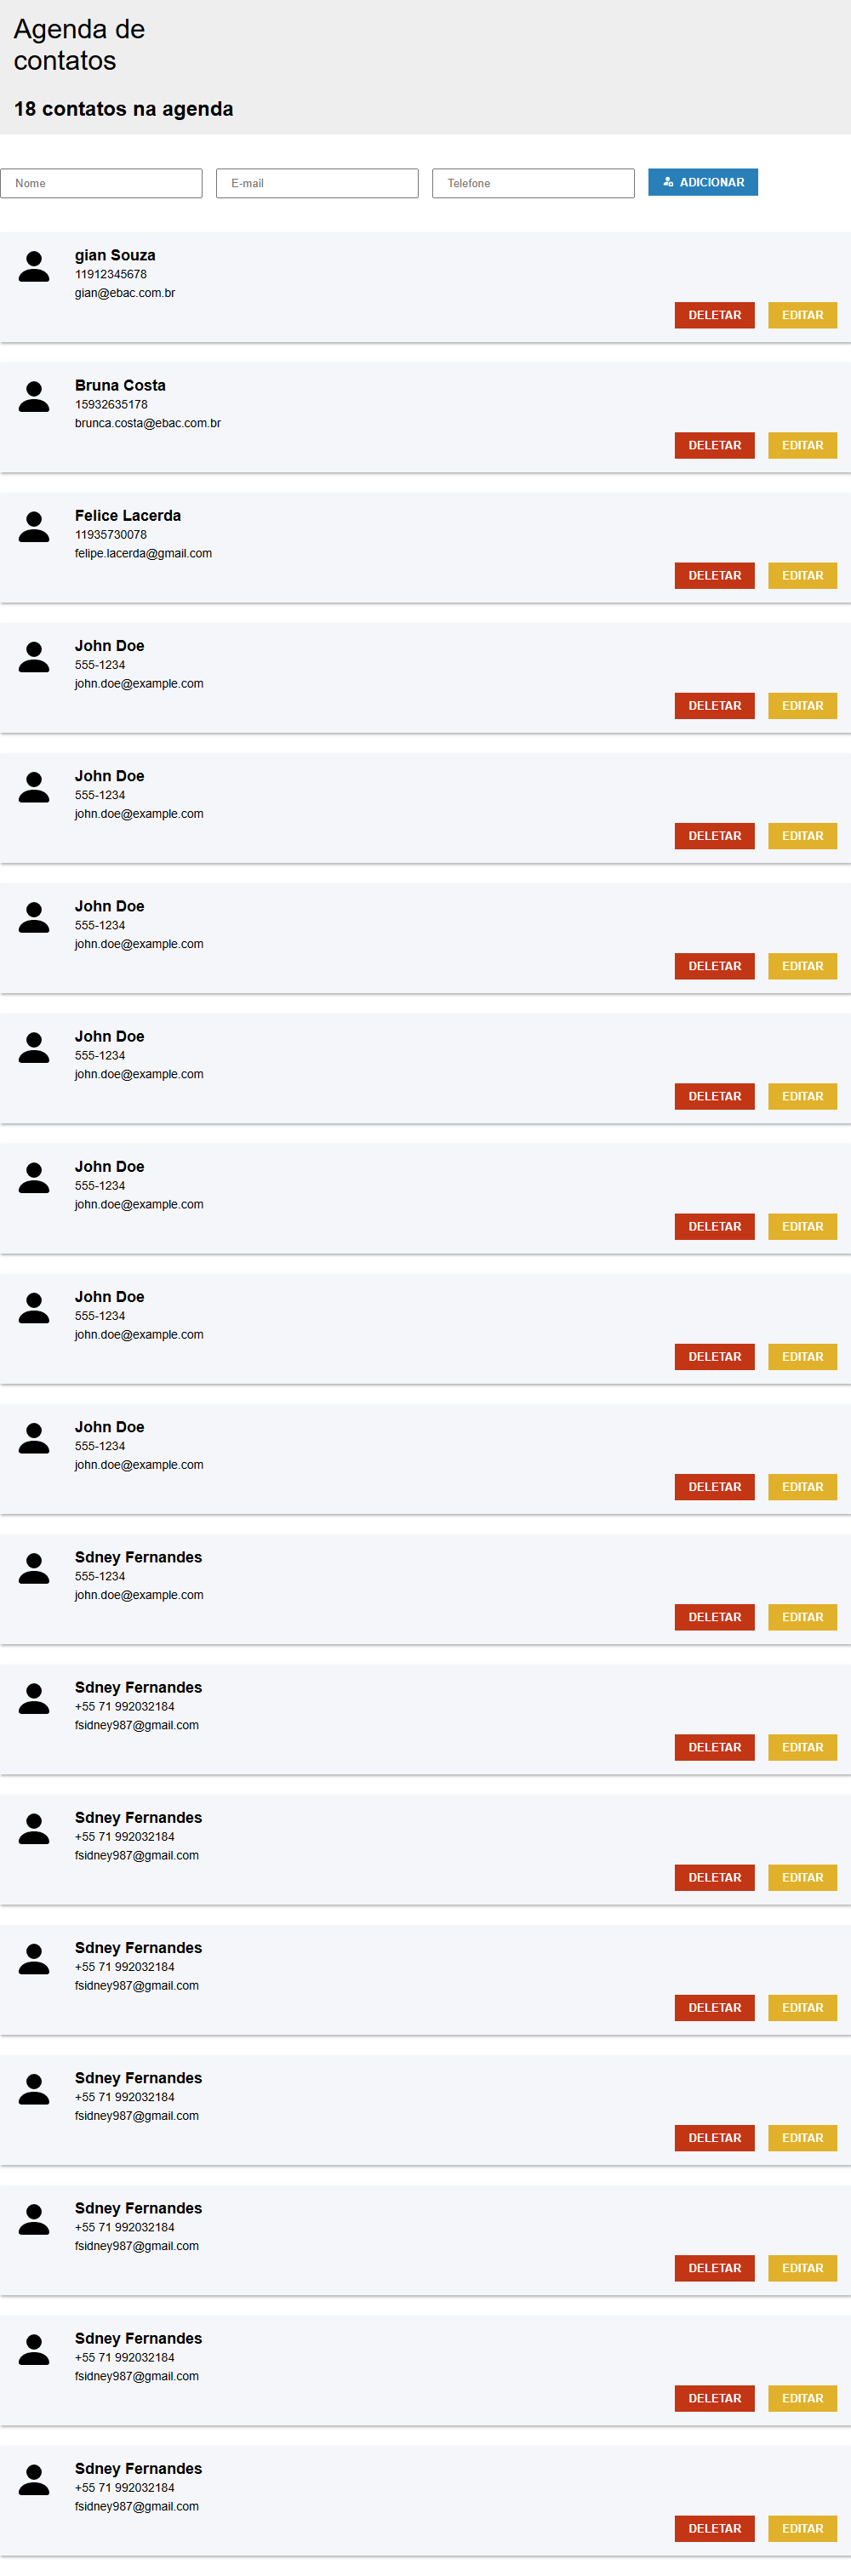 Agenda de
contatos
18 contatos na agenda
Nome E-mail Telefone ADICIONAR
gian Souza
11912345678
gian@ebac.com.br
DELETAR EDITAR
Bruna Costa
15932635178
brunca.costa@ebac.com.br
DELETAR EDITAR
Felice Lacerda
11935730078
felipe.lacerda@gmail.com
DELETAR EDITAR
John Doe
555-1234
john.doe@example.com
DELETAR EDITAR
John Doe
555-1234
john.doe@example.com
DELETAR EDITAR
John Doe
555-1234
john.doe@example.com
DELETAR EDITAR
John Doe
555-1234
john.doe@example.com
DELETAR EDITAR
John Doe
555-1234
john.doe@example.com
DELETAR EDITAR
John Doe
555-1234
john.doe@example.com
DELETAR EDITAR
John Doe
555-1234
john.doe@example.com
DELETAR EDITAR
Sdney Fernandes
555-1234
john.doe@example.com
DELETAR EDITAR
Sdney Fernandes
+55 71 992032184
fsidney987@gmail.com
DELETAR EDITAR
Sdney Fernandes
+55 71 992032184
fsidney987@gmail.com
DELETAR EDITAR
Sdney Fernandes
+55 71 992032184
fsidney987@gmail.com
DELETAR EDITAR
Sdney Fernandes
+55 71 992032184
fsidney987@gmail.com
DELETAR EDITAR
Sdney Fernandes
+55 71 992032184
fsidney987@gmail.com
DELETAR EDITAR
Sdney Fernandes
+55 71 992032184
fsidney987@gmail.com
DELETAR EDITAR
Sdney Fernandes
+55 71 992032184
fsidney987@gmail.com
DELETAR EDITAR